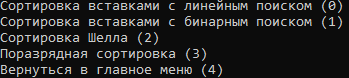 Сортировка вставками с линейным поиском (0)
Сортировка вставками с бинарным поиском (1)
Сортировка Шелла (2)
Поразрядная сортировка (3)
Вернуться в главное меню (4)